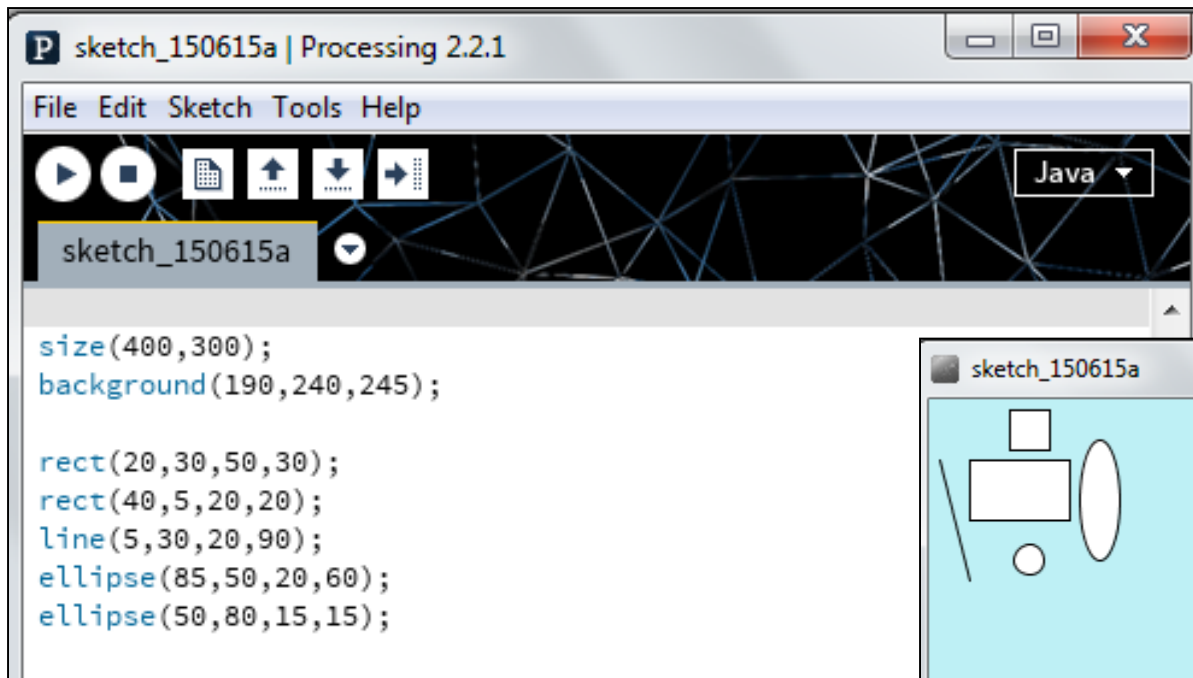 P sketch_150615a | Processing 2.2.1
File Edit Sketch Tools Help
Java
sketch_150615a
size(400,300);
background(190,240,245);
rect(20,30,50,30);
rect(40,5,20,20);
line(5,30,20,90);
ellipse(85,50,20,60);
ellipse(50,80,15,15);
sketch_150615a